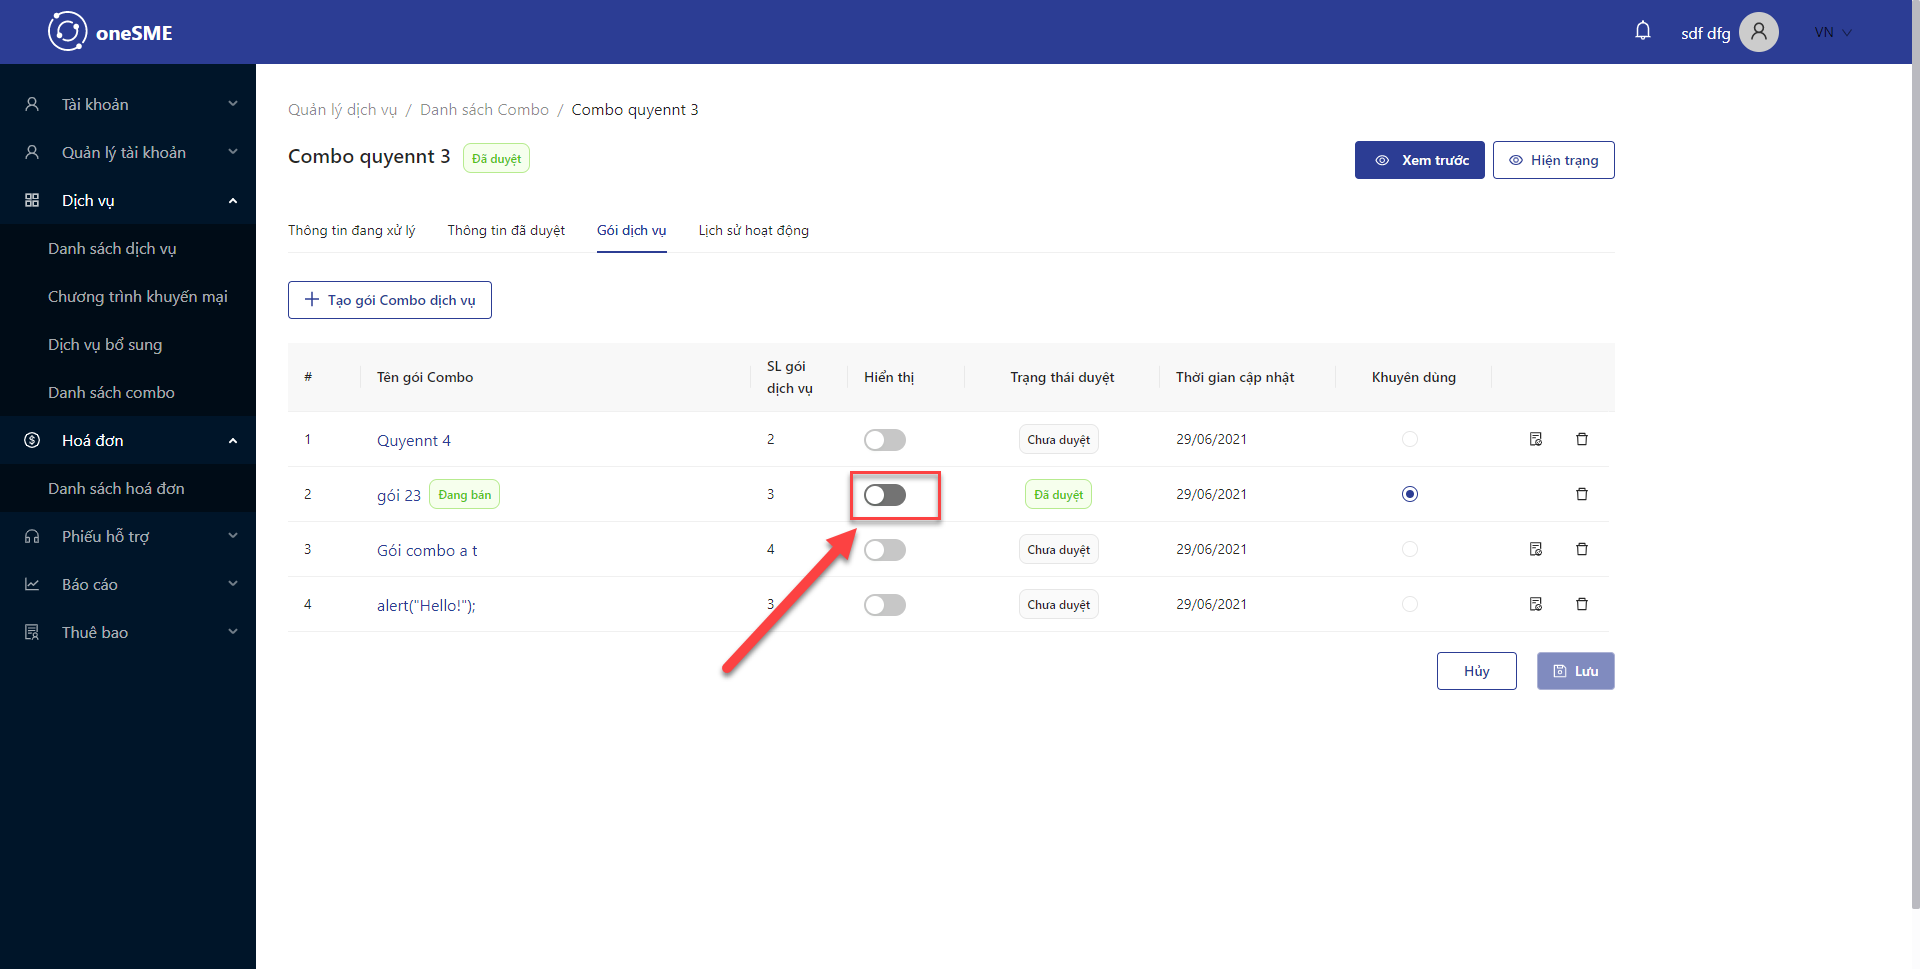 oneSME
sdf dfg
VN
Tài khoản
Quản lý tài khoản
Dịch vụ
Danh sách dịch vụ
Chương trình khuyến mại
Dịch vụ bổ sung
Danh sách combo
Hoá đơn
Danh sách hoá đơn
Phiếu hỗ trợ
Báo cáo
Thuê bao
Quản lý dịch vụ / Danh sách Combo / Combo quyennt 3
Combo quyennt 3 Đã duyệt
Xem trước Hiện trạng
Thông tin đang xử lý Thông tin đã duyệt Gói dịch vụ Lịch sử hoạt động
+ Tạo gói Combo dịch vụ
# Tên gói Combo SL gói dịch vụ Hiển thị Trạng thái duyệt Thời gian cập nhật Khuyên dùng
1 Quyennt 4 2 Chưa duyệt 29/06/2021
2 gói 23 Đang bán 3 Đã duyệt 29/06/2021
3 Gói combo a t 4 Chưa duyệt 29/06/2021
4 alert("Hello!"); 3 Chưa duyệt 29/06/2021
Hủy Lưu